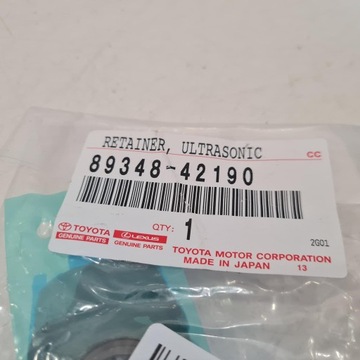 RETAINER, ULTRASONIC CC
89348-42190
TOYOTA LEXUS QTY: 1 2G01
GENUINE PARTS GENUINE PARTS
TOYOTA MOTOR CORPORATION
MADE IN JAPAN 13